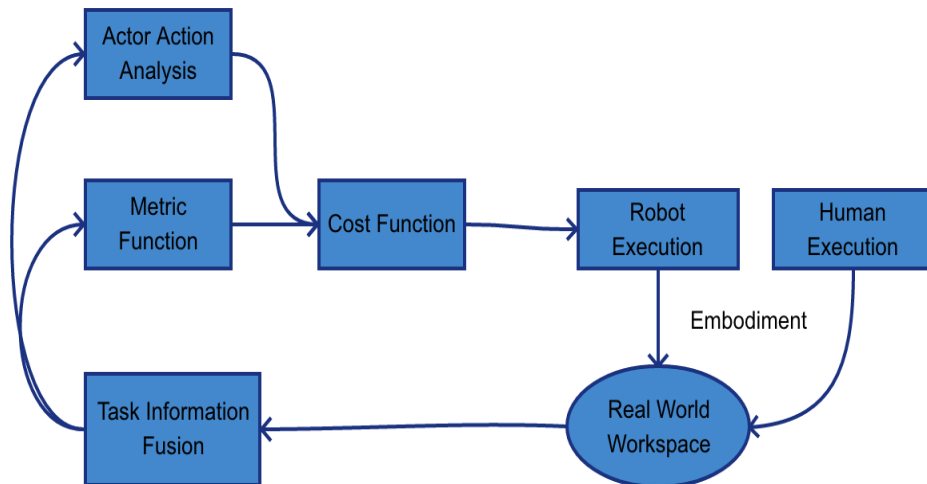 Actor Action
Analysis
Metric
Function
Cost Function
Robot
Execution
Human
Execution
Embodiment
Task Information
Fusion
Real World
Workspace